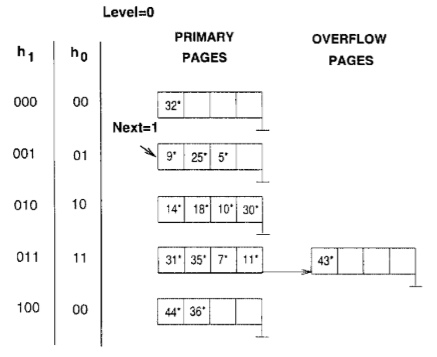 Level=0
h1 h0 PRIMARY PAGES OVERFLOW PAGES
000 00 32*
Next=1
001 01 9* 25* 5*
010 10 14* 18* 10* 30*
011 11 31* 35* 7* 11* 43*
100 00 44* 36*